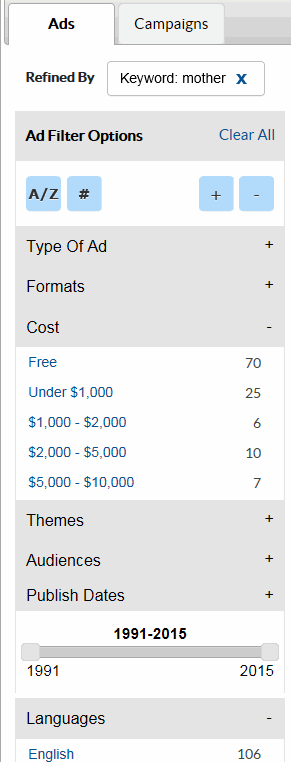 Ads Campaigns
Refined By Keyword: mother x
Ad Filter Options Clear All
A/Z # + -
Type Of Ad +
Formats +
Cost -
Free 70
Under $1,000 25
$1,000 - $2,000 6
$2,000 - $5,000 10
$5,000 - $10,000 7
Themes +
Audiences +
Publish Dates +
1991-2015
1991 2015
Languages -
English 106